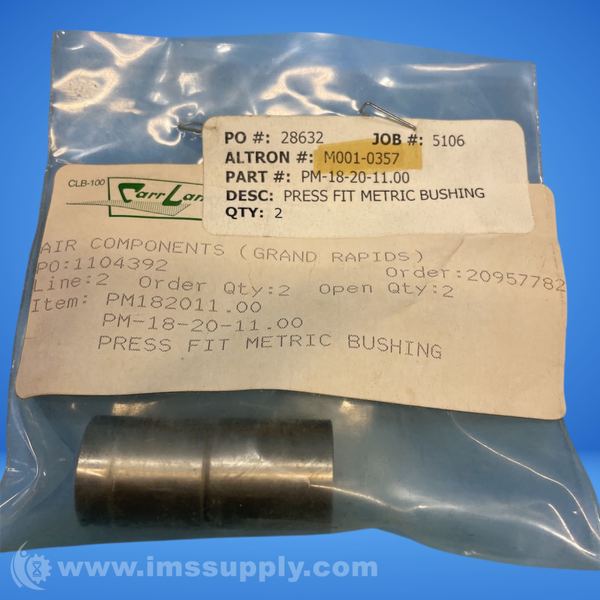 PO #: 28632 JOB #: 5106
ALTRON #: M001-0357
PART #: PM-18-20-11.00
DESC: PRESS FIT METRIC BUSHING
QTY: 2
CLB-100
Carr Lan
AIR COMPONENTS (GRAND RAPIDS)
PO:1104392 Order:20957782
Line:2 Order Qty:2 Open Qty:2
Item: PM182011.00
PM-18-20-11.00
PRESS FIT METRIC BUSHING
www.imssupply.com